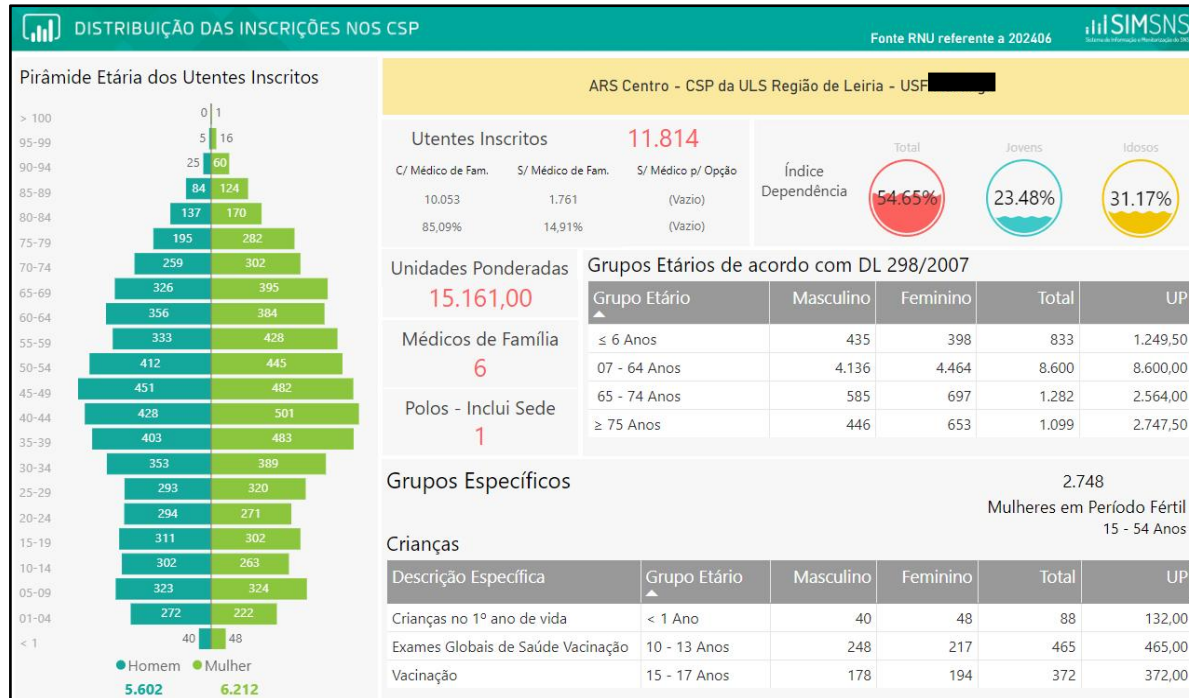 DISTRIBUIÇÃO DAS INSCRIÇÕES NOS CSP
Fonte RNU referente a 202406
SIMSNS
Sistema de Informação e Monitorização do SNS
Pirâmide Etária dos Utentes Inscritos
> 100 0 1
95-99 5 16
90-94 25 60
85-89 84 124
80-84 137 170
75-79 195 282
70-74 259 302
65-69 326 395
60-64 356 384
55-59 333 428
50-54 412 445
45-49 451 482
40-44 428 501
35-39 403 483
30-34 353 389
25-29 293 320
20-24 294 271
15-19 311 302
10-14 302 263
05-09 323 324
01-04 272 222
< 1 40 48
Homem Mulher
5.602 6.212
ARS Centro - CSP da ULS Região de Leiria - USF
Utentes Inscritos 11.814
C/ Médico de Fam. S/ Médico de Fam. S/ Médico p/ Opção
10.053 1.761 (Vazio)
85,09% 14,91% (Vazio)
Índice Dependência
Total Jovens Idosos
54.65% 23.48% 31.17%
Unidades Ponderadas
15.161,00
Médicos de Família
6
Polos - Inclui Sede
1
Grupos Etários de acordo com DL 298/2007
Grupo Etário Masculino Feminino Total UP
≤ 6 Anos 435 398 833 1.249,50
07 - 64 Anos 4.136 4.464 8.600 8.600,00
65 - 74 Anos 585 697 1.282 2.564,00
≥ 75 Anos 446 653 1.099 2.747,50
Grupos Específicos
2.748
Mulheres em Período Fértil
15 - 54 Anos
Crianças
Descrição Específica Grupo Etário Masculino Feminino Total UP
Crianças no 1º ano de vida < 1 Ano 40 48 88 132,00
Exames Globais de Saúde Vacinação 10 - 13 Anos 248 217 465 465,00
Vacinação 15 - 17 Anos 178 194 372 372,00